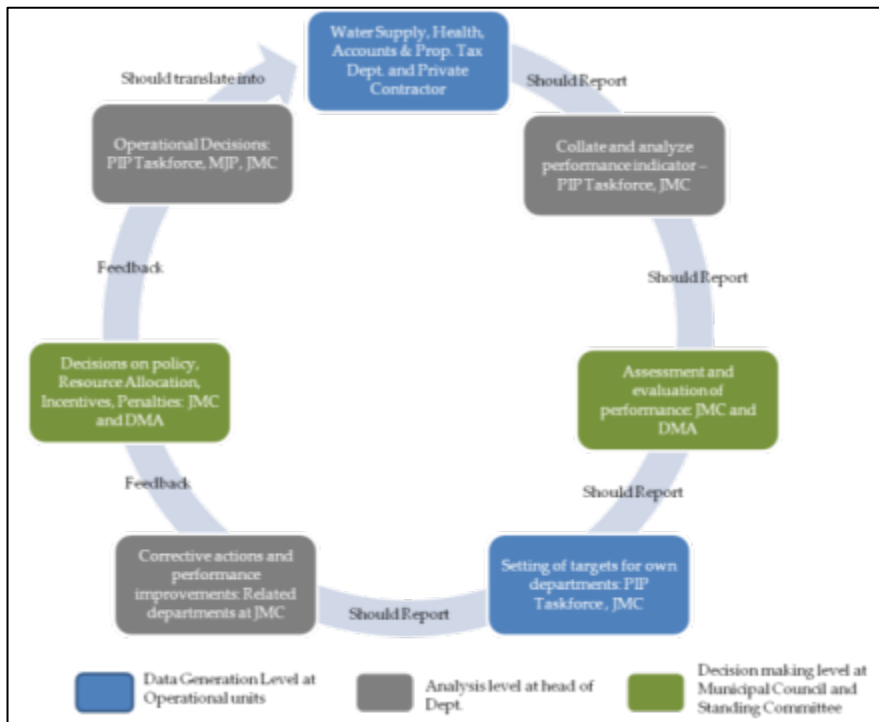 Water Supply, Health,
Accounts & Prop. Tax
Dept. and Private
Contractor
Should Report
Collate and analyze
performance indicator –
PIP Taskforce, JMC
Should Report
Assessment and
evaluation of
performance: JMC and
DMA
Should Report
Setting of targets for own
departments: PIP
Taskforce , JMC
Should Report
Corrective actions and
performance
improvements: Related
departments at JMC
Feedback
Decisions on policy,
Resource Allocation,
Incentives, Penalties: JMC
and DMA
Feedback
Operational Decisions:
PIP Taskforce, MJP, JMC
Should translate into
Data Generation Level at
Operational units
Analysis level at head of
Dept.
Decision making level at
Municipal Council and
Standing Committee